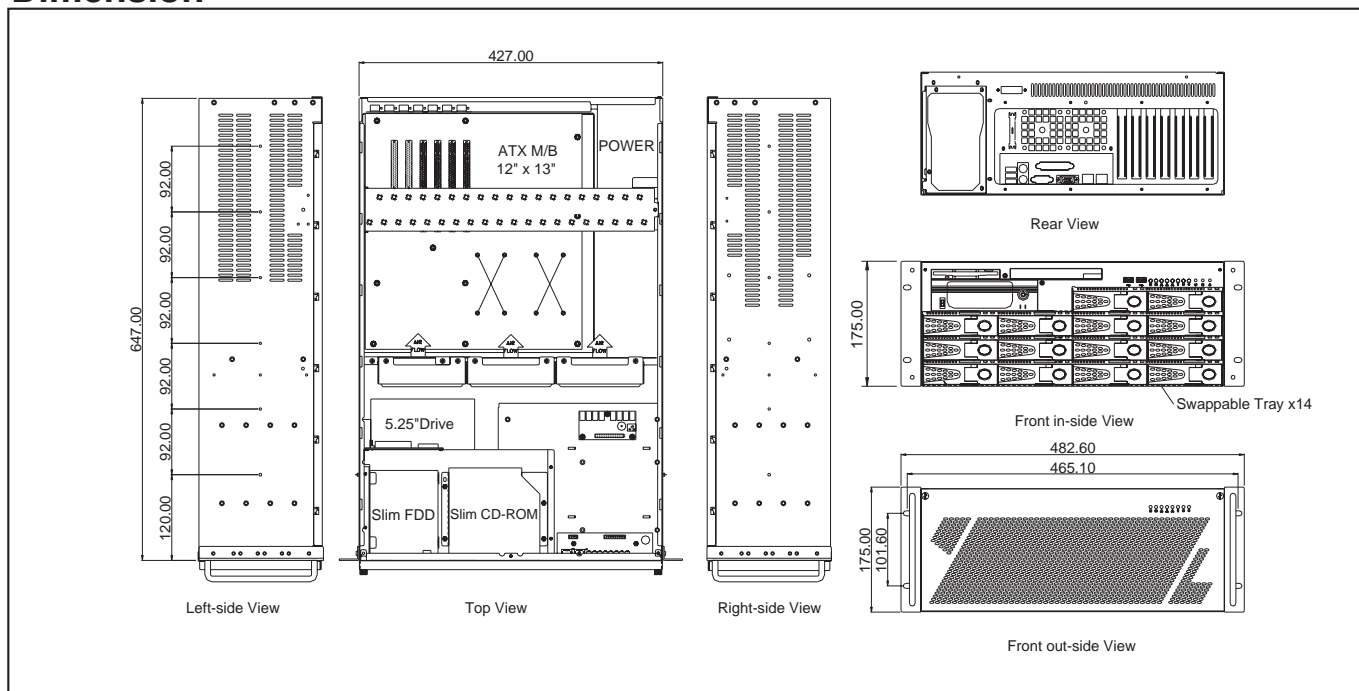 Dimension
427.00
647.00
92.00
92.00
92.00
92.00
92.00
120.00
Left-side View
ATX M/B
12" x 13"
POWER
AIR
FLOW
AIR
FLOW
AIR
FLOW
5.25"Drive
Slim FDD
Slim CD-ROM
Top View
Right-side View
Rear View
175.00
Swappable Tray x14
Front in-side View
482.60
465.10
175.00
101.60
Front out-side View